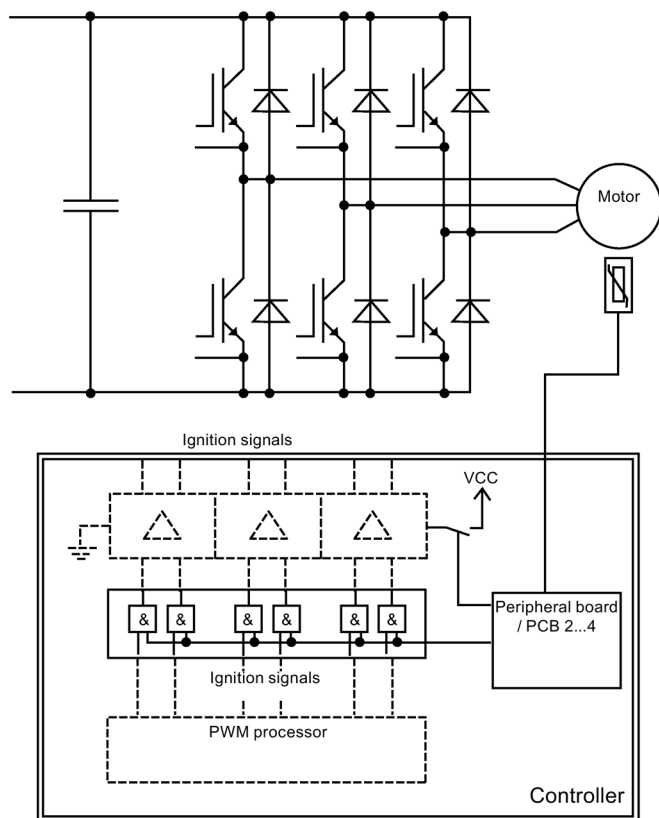 Motor
Ignition signals
VCC
& & & & & &
Peripheral board
/ PCB 2...4
Ignition signals
PWM processor
Controller